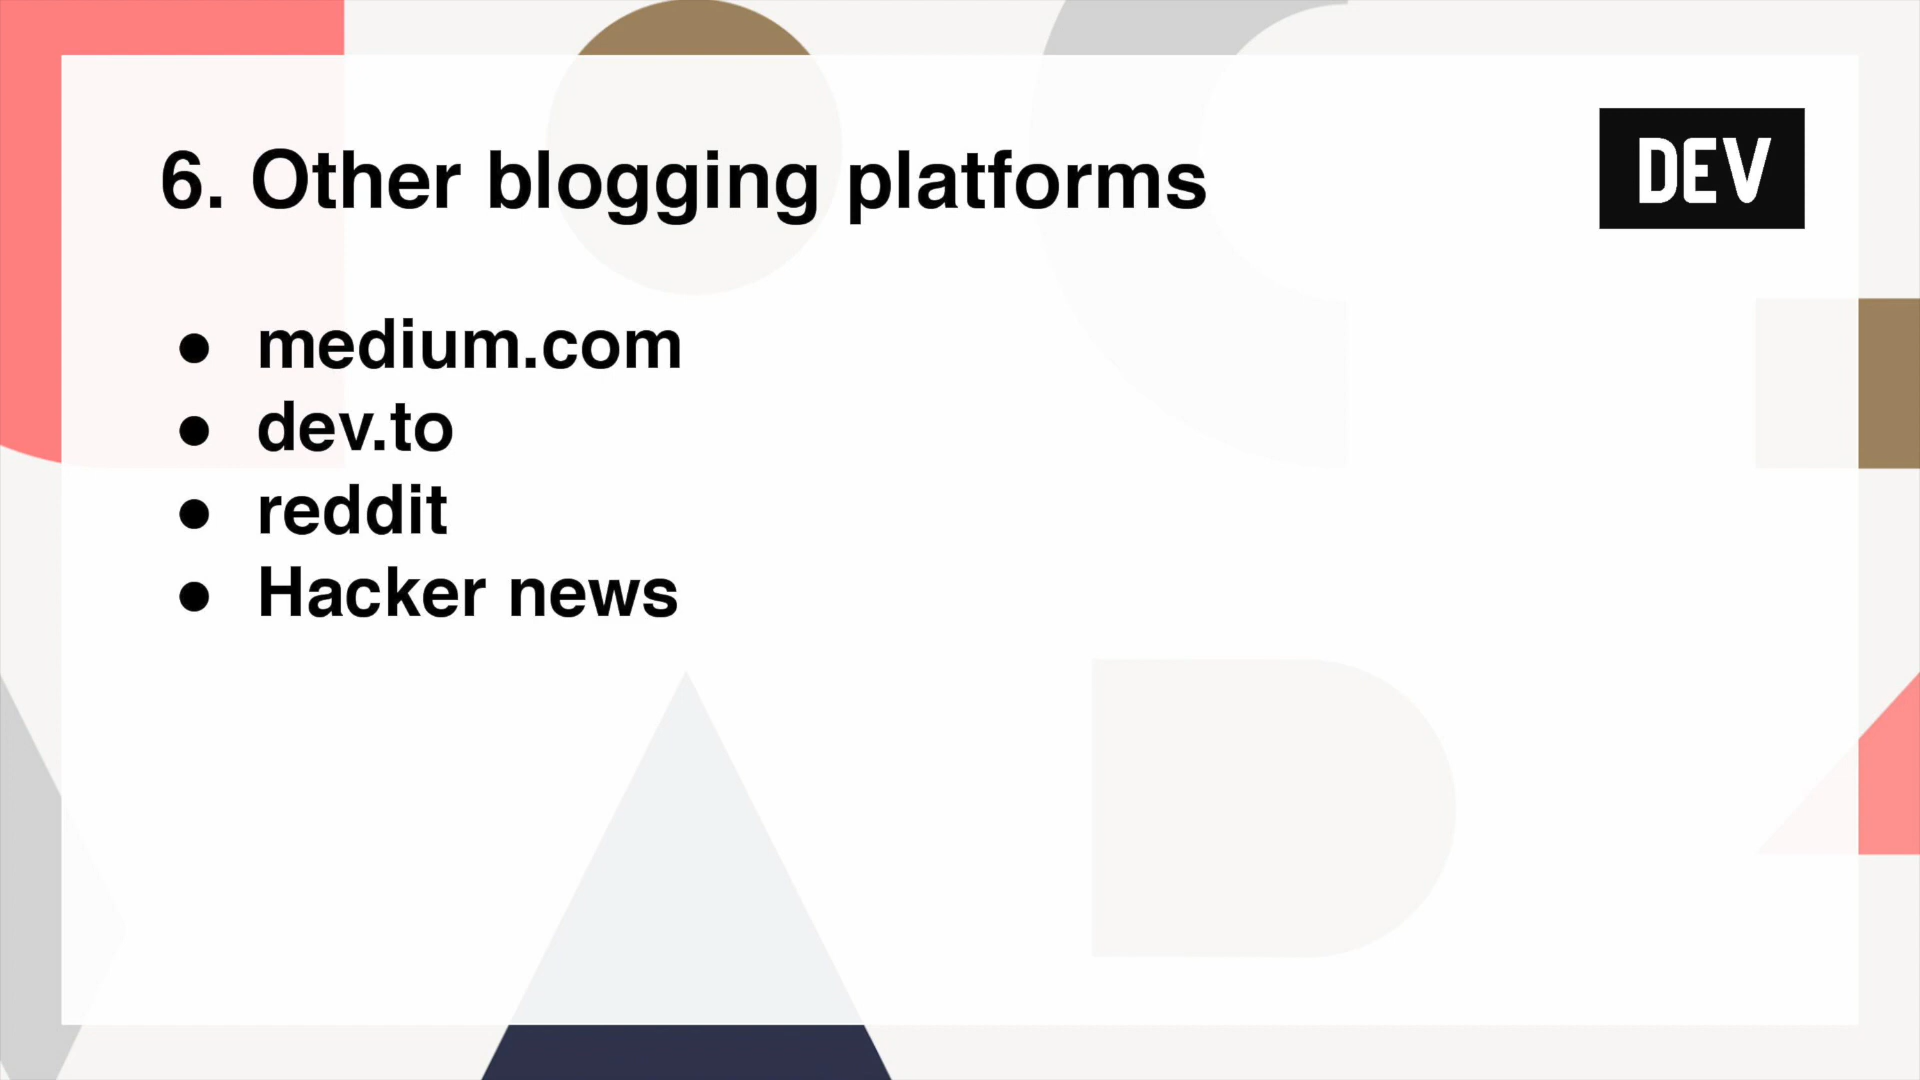 6. Other blogging platforms
DEV
● medium.com
● dev.to
● reddit
● Hacker news